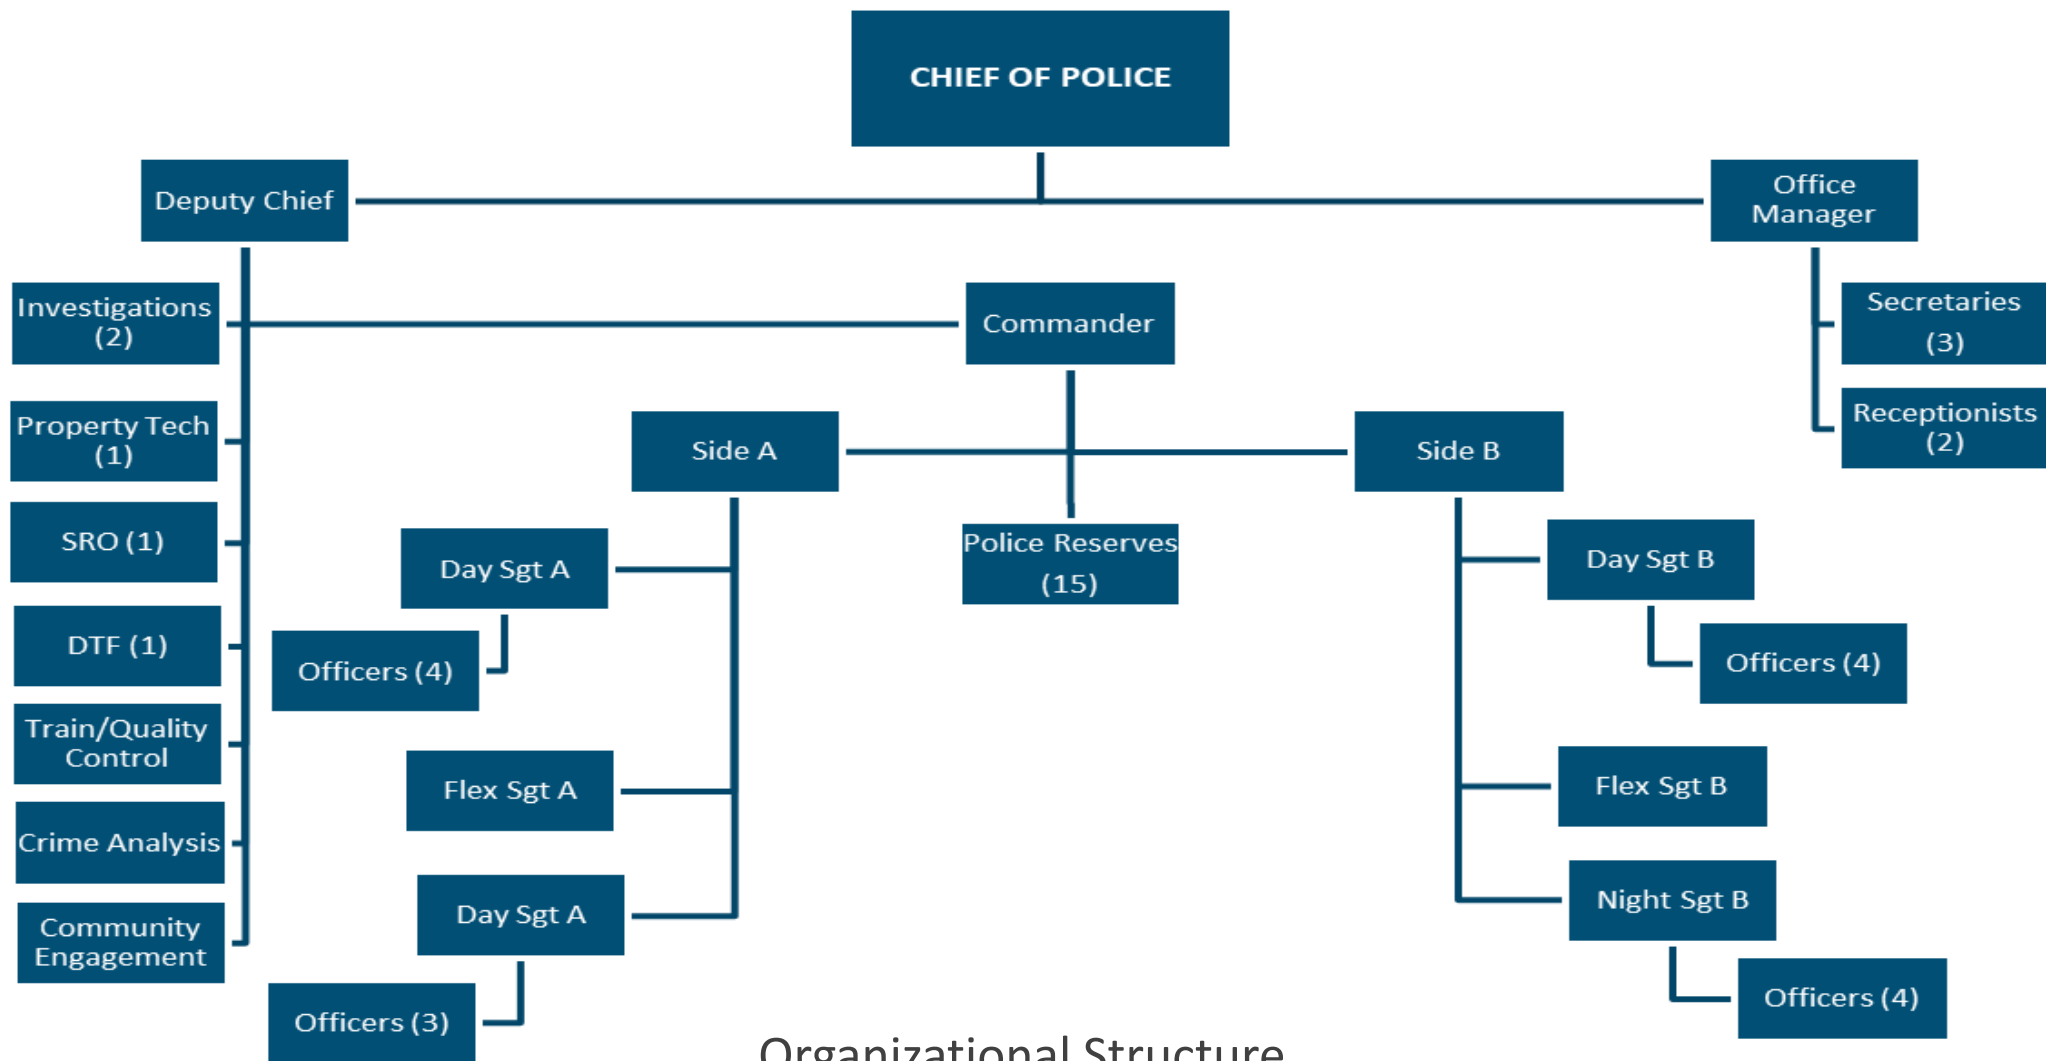 CHIEF OF POLICE
Deputy Chief
Office
Manager
Investigations
(2)
Commander
Secretaries
(3)
Property Tech
(1)
Side A
Side B
Receptionists
(2)
SRO (1)
Day Sgt A
Police Reserves
(15)
Day Sgt B
DTF (1)
Officers (4)
Officers (4)
Train/Quality
Control
Flex Sgt A
Flex Sgt B
Crime Analysis
Day Sgt A
Night Sgt B
Community
Engagement
Officers (3)
Officers (4)
Organizational Structure